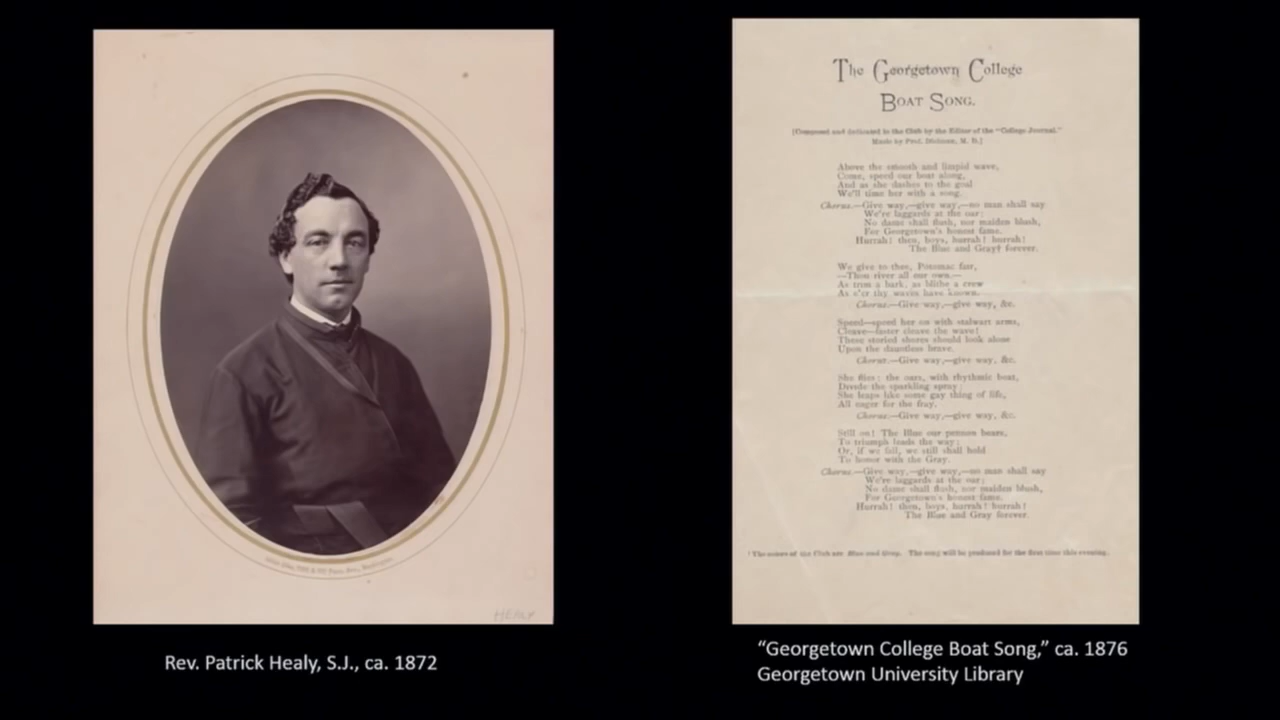 HEALY
Rev. Patrick Healy, S.J., ca. 1872
The Georgetown College
BOAT SONG.
[Composed and dedicated to the Club by the Editor of the "College Journal."
Music by Prof. M. D.]
Above the smooth and limpid wave,
Come, speed our boat along,
And as she dashes to the goal
We'll time her with a song.
Chorus.—Give way,—give way,—no man shall say
We're laggards at the oar;
No dame shall flush, nor maiden blush,
For Georgetown's honest fame.
Hurrah! then, boys, hurrah! hurrah!
The Blue and Gray† forever.
We give to thee, Potomac fair,
—Thou river all our own.—
As trim a bark, as blithe a crew
As e'er thy waves have known.
Chorus.—Give way,—give way, &c.
Speed—speed her on with stalwart arms,
Cleave—faster cleave the wave!
These storied shores should look alone
Upon the dauntless brave.
Chorus.—Give way,—give way, &c.
She flies: the oars, with rhythmic beat,
Divide the sparkling spray;
She leaps like some gay thing of life,
All eager for the fray.
Chorus.—Give way,—give way, &c.
Still on! The Blue our pennon bears,
To triumph leads the way;
Or, if we fail, we still shall hold
To honor with the Gray.
Chorus.—Give way,—give way,—no man shall say
We're laggards at the oar;
No dame shall flush, nor maiden blush,
For Georgetown's honest fame.
Hurrah! then, boys, hurrah! hurrah!
The Blue and Gray forever.
† The colors of the Club are Blue and Gray. The song will be produced for the first time this evening.
"Georgetown College Boat Song," ca. 1876
Georgetown University Library